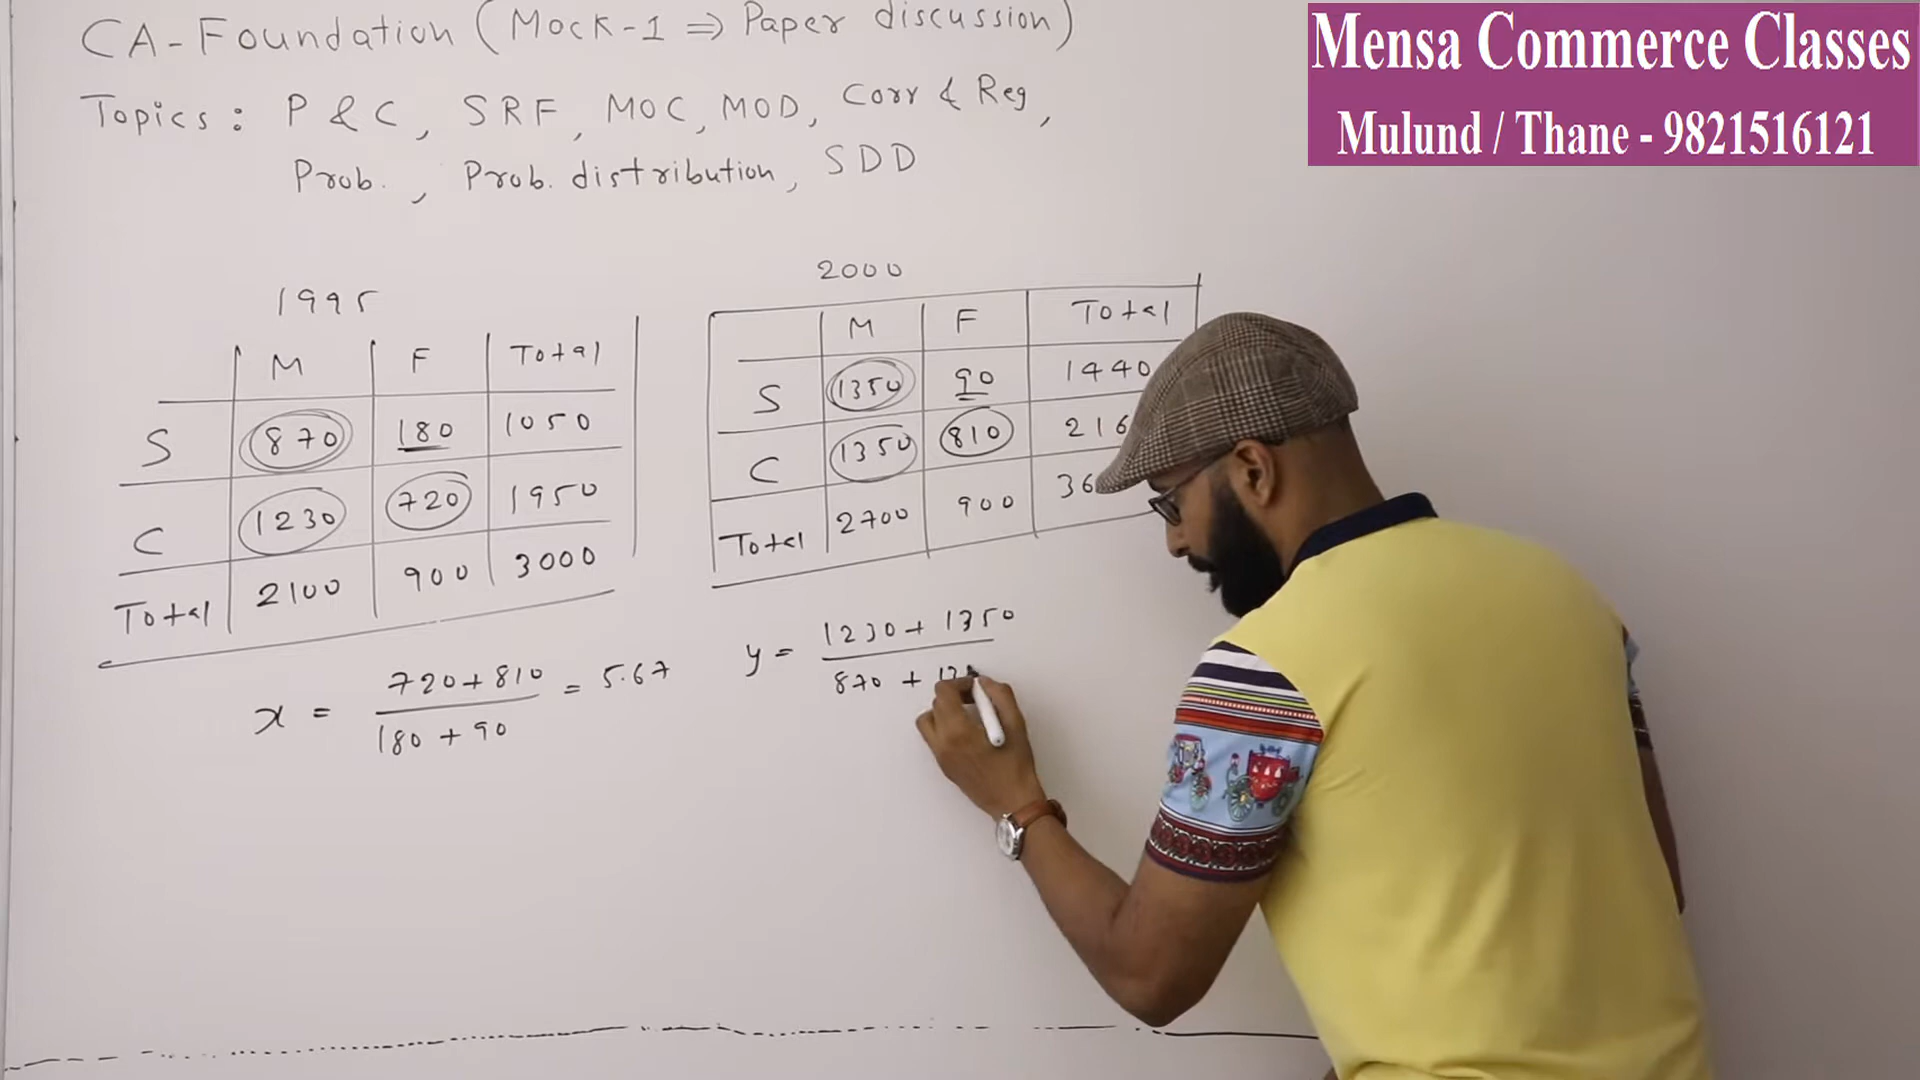 CA-Foundation (Mock-1 ⇒ Paper discussion)
Topics : P & C, SRF, MOC, MOD, Corr & Reg,
Prob., Prob. distribution, SDD
Mensa Commerce Classes
Mulund / Thane - 9821516121
1995
M F Total
S 870 180 1050
C 1230 720 1950
Total 2100 900 3000
2000
M F Total
S 1350 90 1440
C 1350 810 216
Total 2700 900 36
x = 720+810 / 180 + 90 = 5.67
y = 1230 + 1350 / 870 + 13